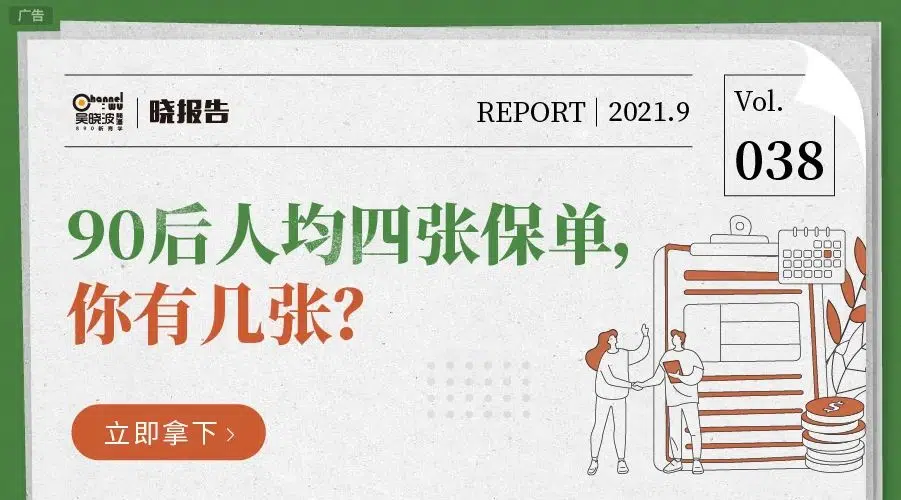 广告
Channel:WU
吴晓波频道
890新商学
晓报告
REPORT | 2021.9
Vol.
038
90后人均四张保单,
你有几张?
立即拿下 >
$